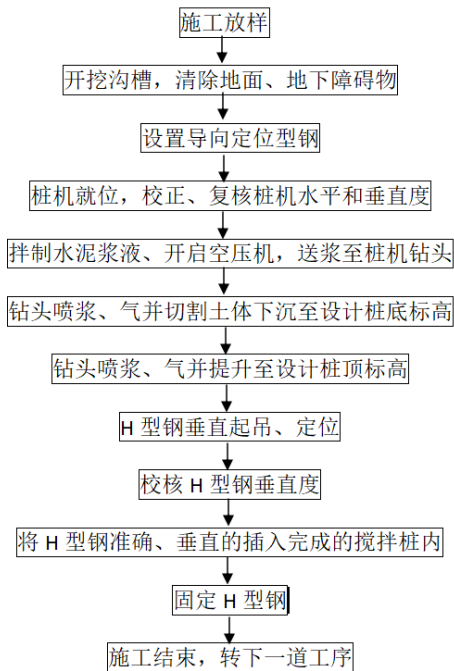 施工放样
开挖沟槽，清除地面、地下障碍物
设置导向定位型钢
桩机就位，校正、复核桩机水平和垂直度
拌制水泥浆液、开启空压机，送浆至桩机钻头
钻头喷浆、气并切割土体下沉至设计桩底标高
钻头喷浆、气并提升至设计桩顶标高
H 型钢垂直起吊、定位
校核 H 型钢垂直度
将 H 型钢准确、垂直的插入完成的搅拌桩内
固定 H 型钢
施工结束，转下一道工序